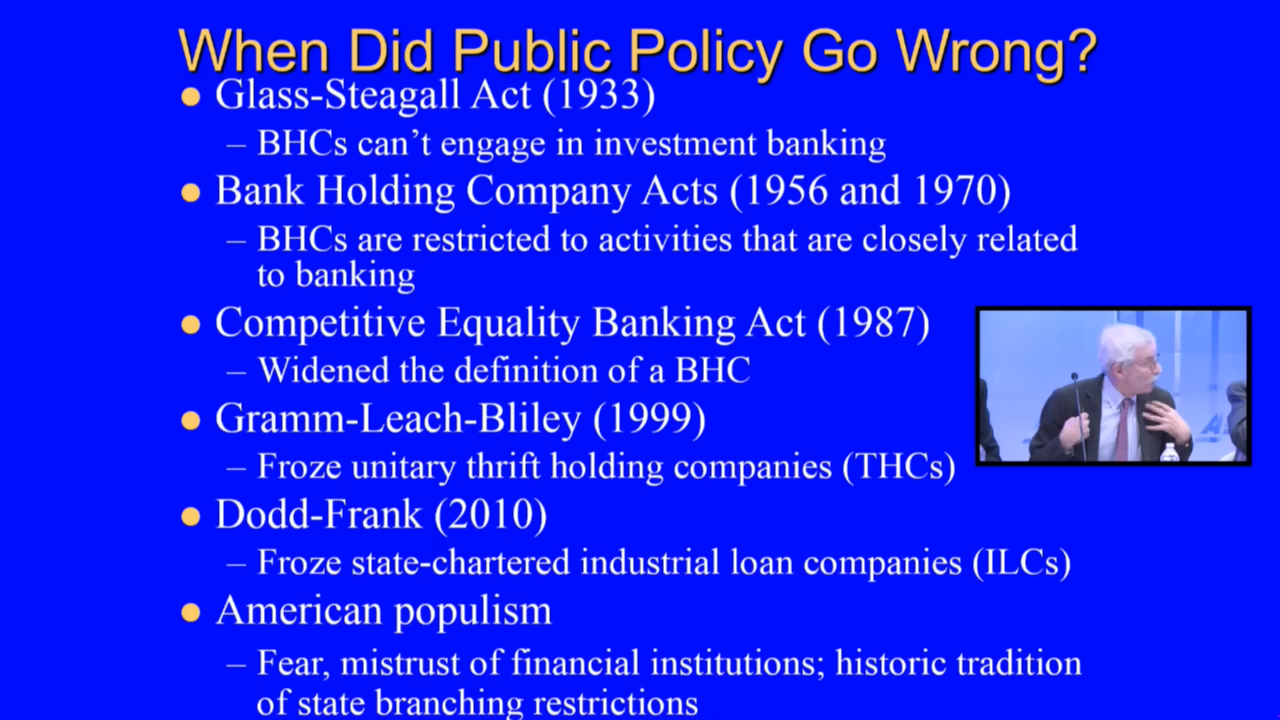 When Did Public Policy Go Wrong?
● Glass-Steagall Act (1933)
– BHCs can’t engage in investment banking
● Bank Holding Company Acts (1956 and 1970)
– BHCs are restricted to activities that are closely related
to banking
● Competitive Equality Banking Act (1987)
– Widened the definition of a BHC
● Gramm-Leach-Bliley (1999)
– Froze unitary thrift holding companies (THCs)
● Dodd-Frank (2010)
– Froze state-chartered industrial loan companies (ILCs)
● American populism
– Fear, mistrust of financial institutions; historic tradition
of state branching restrictions